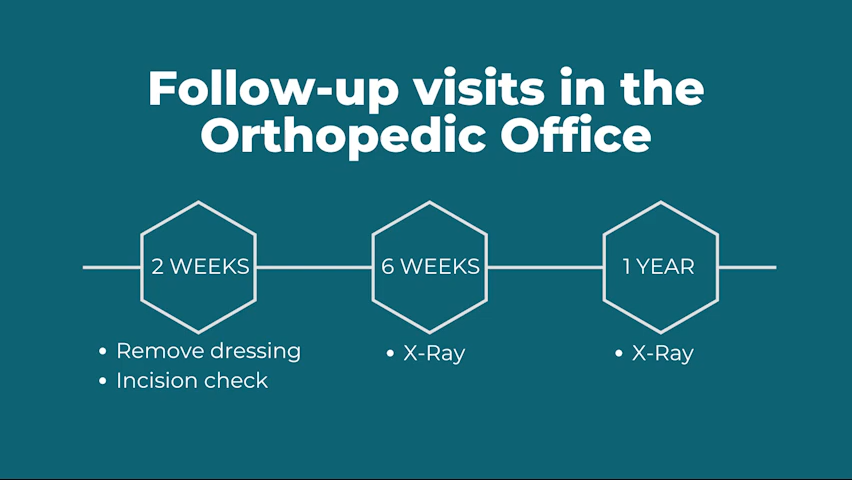 Follow-up visits in the
Orthopedic Office
2 WEEKS
6 WEEKS
1 YEAR
• Remove dressing
• Incision check
• X-Ray
• X-Ray